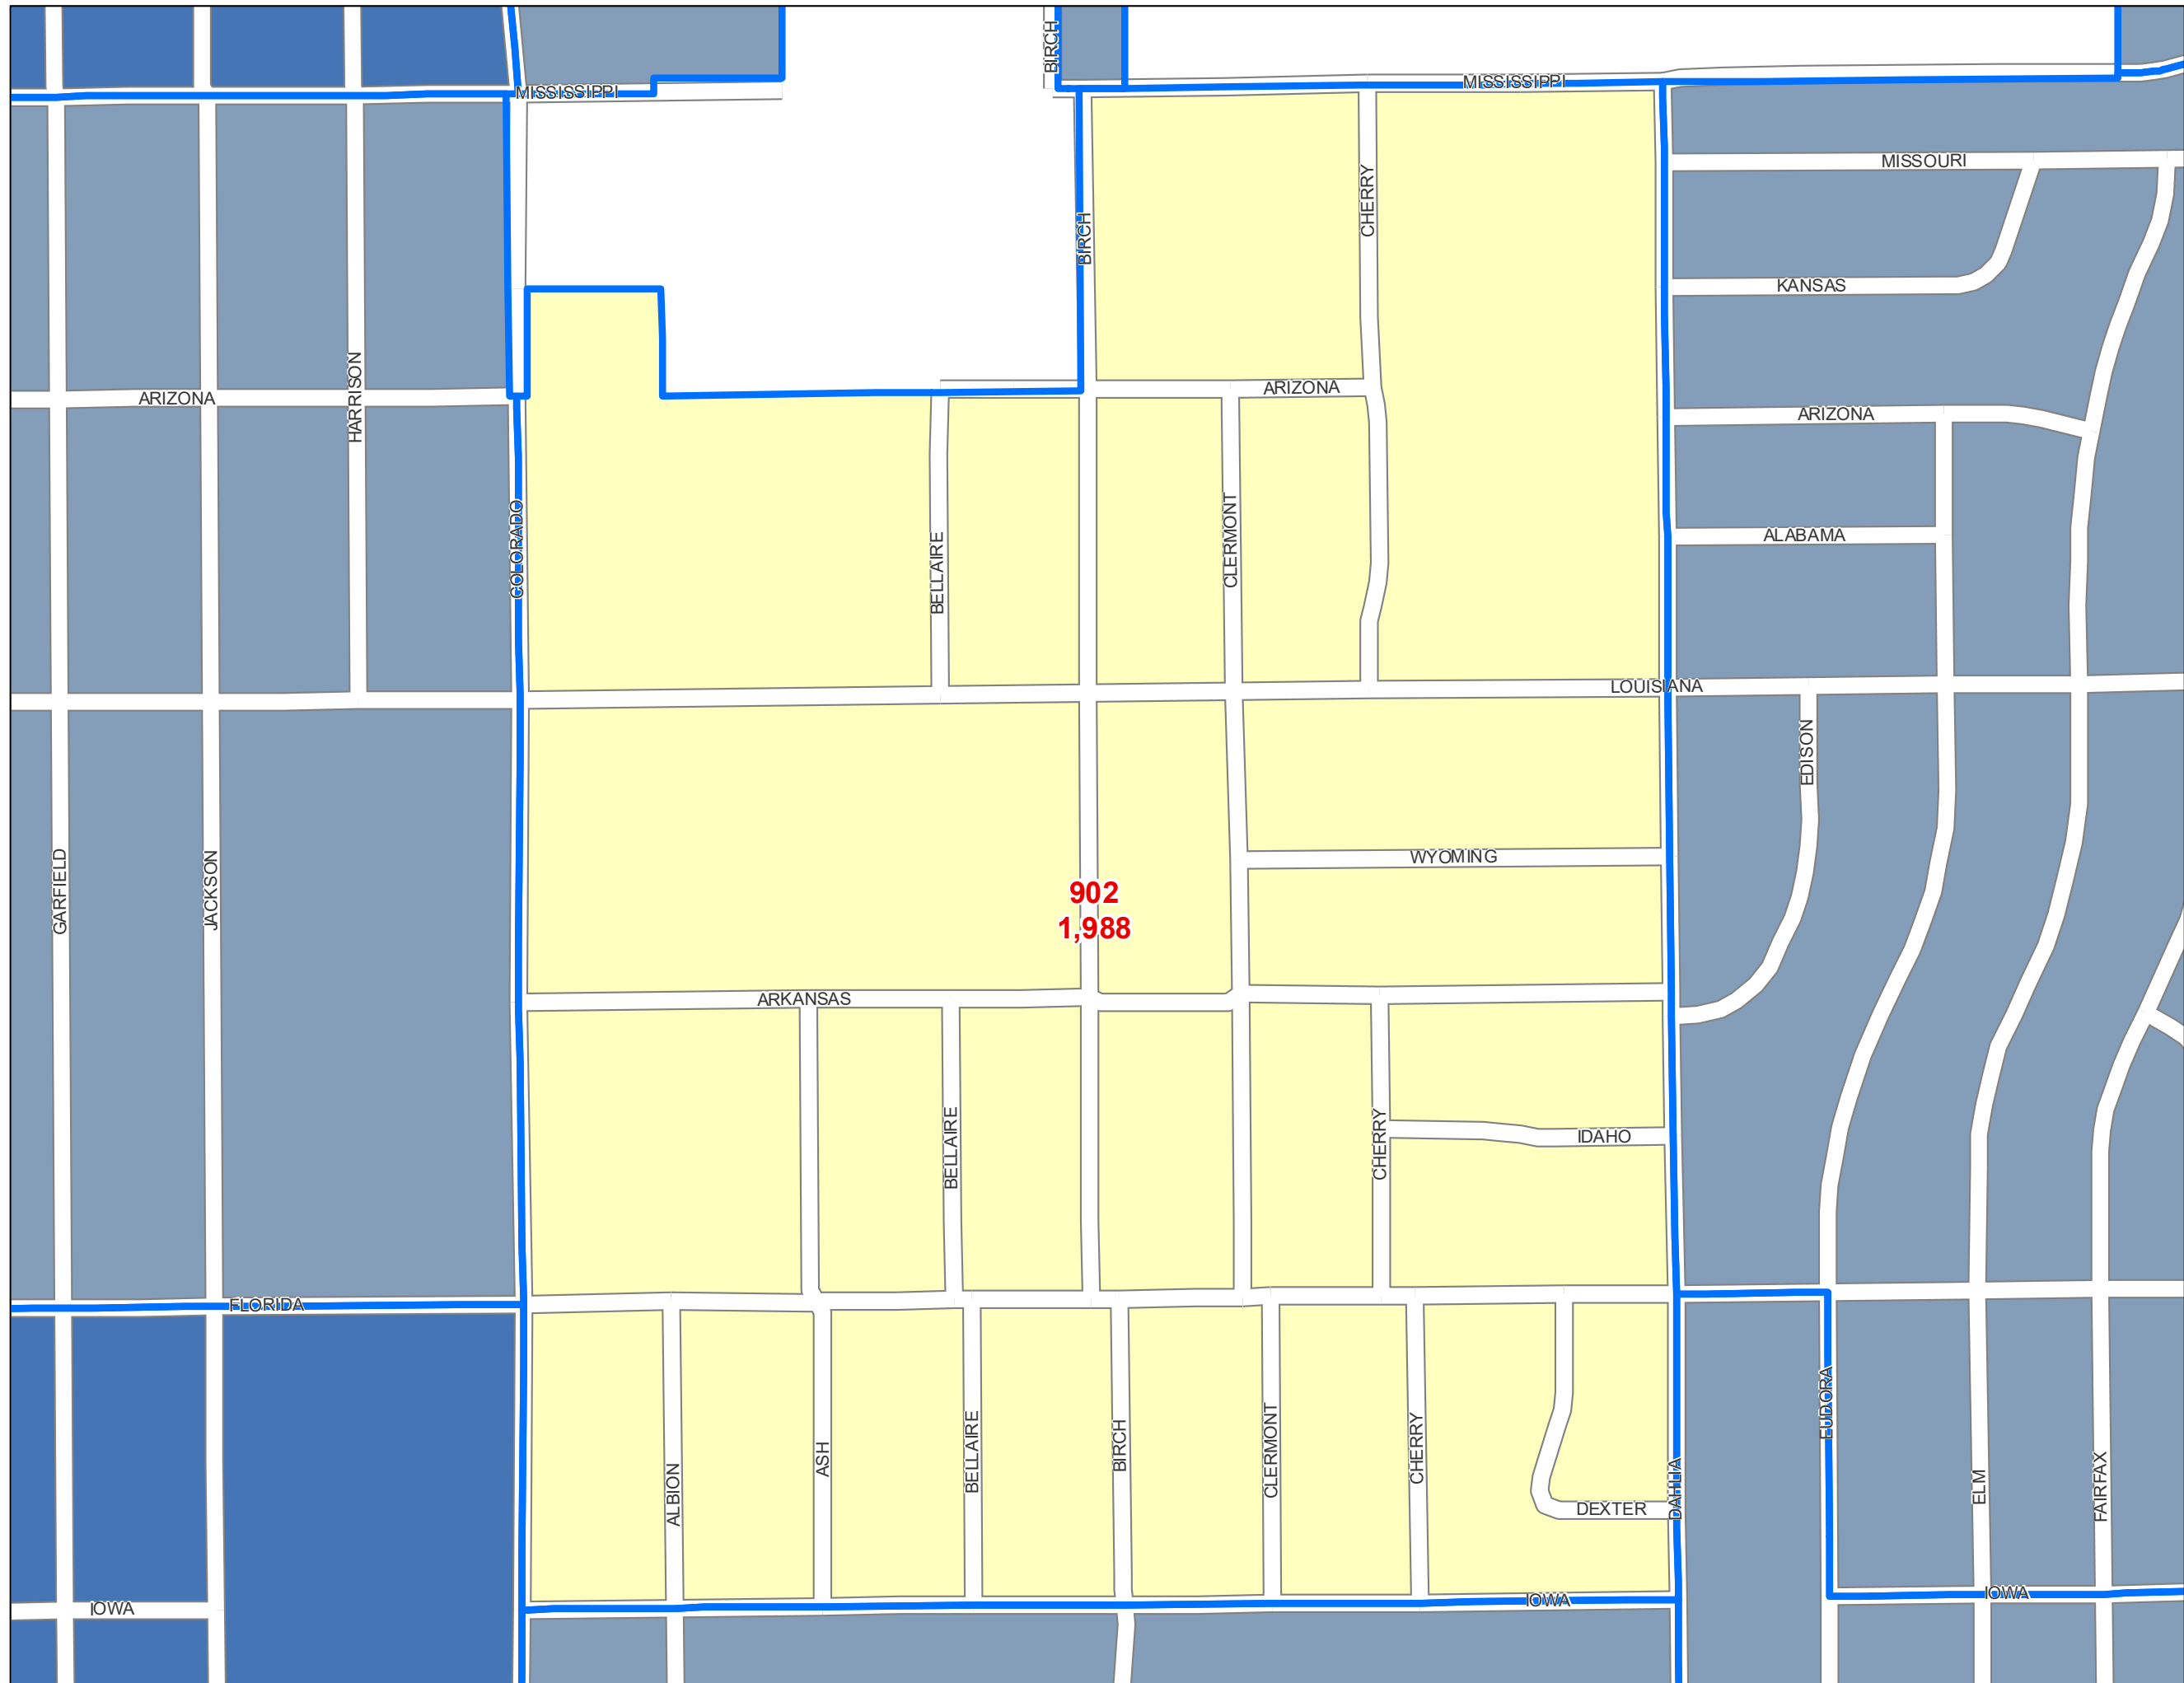 BIRCH
MISSISSIPPI
MISSISSIPPI
MISSOURI
CHERRY
BIRCH
KANSAS
HARRISON
ARIZONA
ARIZONA
ARIZONA
COLORADO
BELLAIRE
CLERMONT
ALABAMA
LOUISIANA
EDISON
WYOMING
GARFIELD
JACKSON
902
1,988
ARKANSAS
BELLAIRE
CHERRY
IDAHO
FLORIDA
EUDORA
ALBION
ASH
BELLAIRE
BIRCH
CLERMONT
CHERRY
DEXTER
DAHLIA
ELM
FAIRFAX
IOWA
IOWA
IOWA